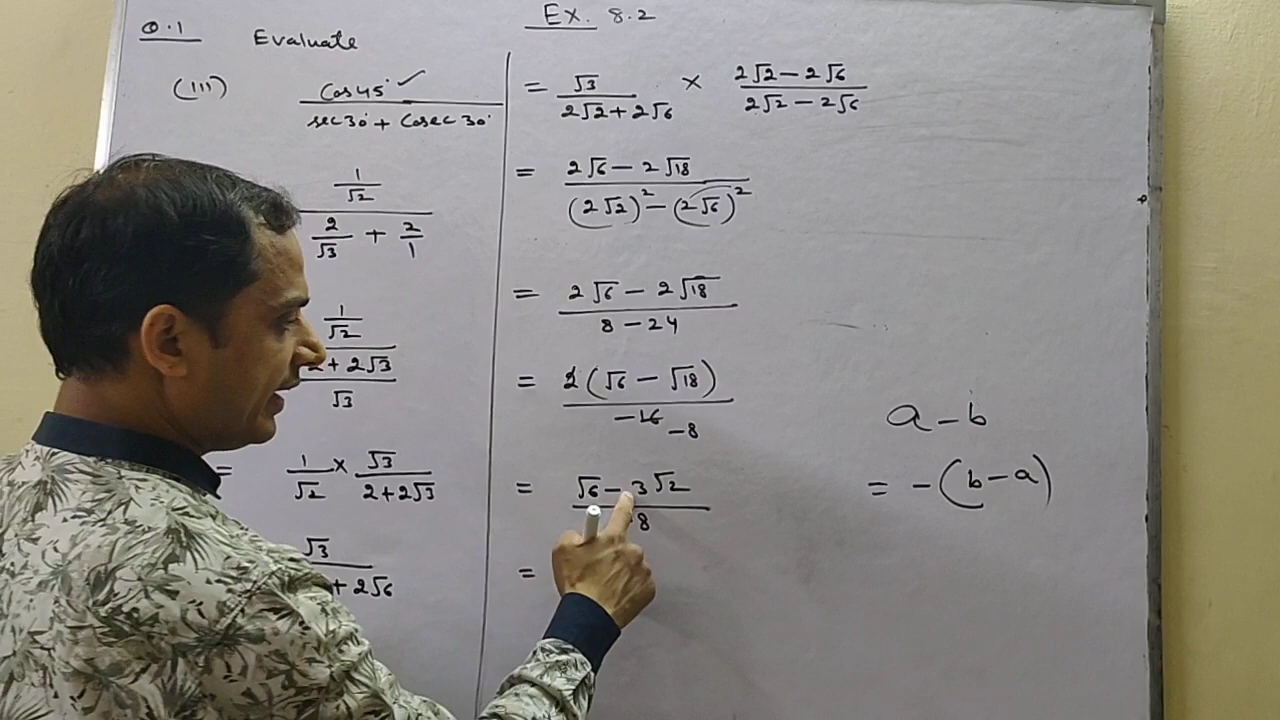 Ex. 8.2
Q.1 Evaluate
(III) Cos 45° ✓
sec 30° + Cosec 30°
1
√2
2/√3 + 2/1
1
√2
2 + 2√3
√3
= 1/√2 × √3/(2 + 2√3)
√3
+ 2√6
= √3/(2√2 + 2√6) × (2√2 − 2√6)/(2√2 − 2√6)
= (2√6 − 2√18)/((2√2)² − (2√6)²)
= (2√6 − 2√18)/(8 − 24)
= 2(√6 − √18)/−16
−8
= √6 − 3√2
8
=
a − b
= − (b − a)